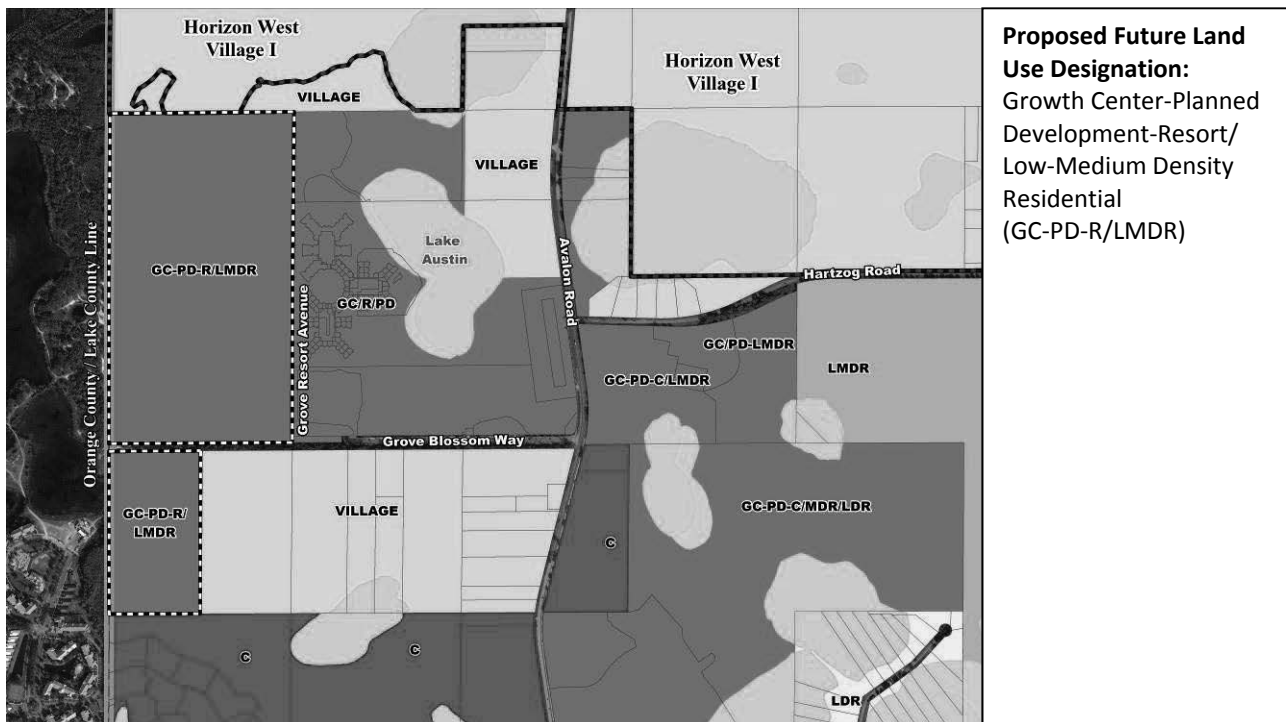 Horizon West
Village I
Horizon West
Village I
VILLAGE
VILLAGE
GC-PD-R/LMDR
Lake
Austin
GC/R/PD
Grove Resort Avenue
Avalon Road
Hartzog Road
GC/PD-LMDR
GC-PD-C/LMDR
LMDR
Orange County / Lake County Line
Grove Blossom Way
GC-PD-R/
LMDR
VILLAGE
GC-PD-C/MDR/LDR
C
C
C
C
LDR
Proposed Future Land
Use Designation:
Growth Center-Planned
Development-Resort/
Low-Medium Density
Residential
(GC-PD-R/LMDR)